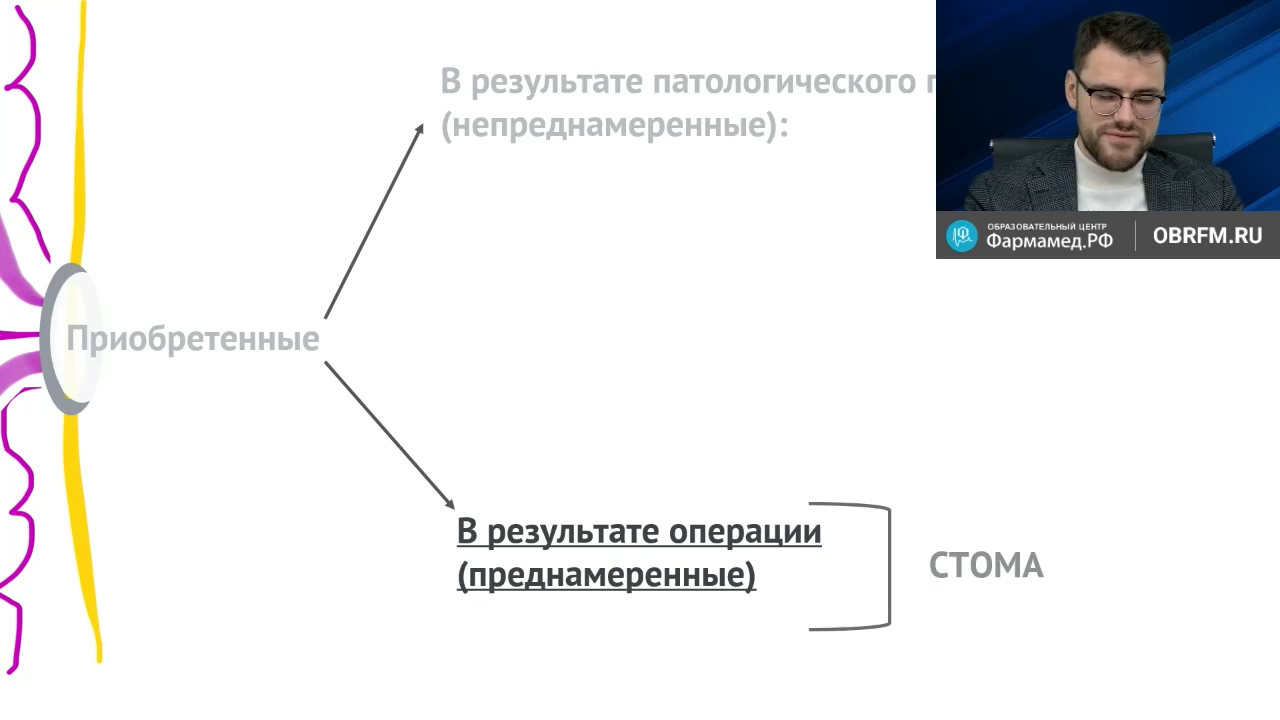 В результате патологического
(непреднамеренные):
ОБРАЗОВАТЕЛЬНЫЙ ЦЕНТР
Фармамед.РФ
OBRFM.RU
Приобретенные
В результате операции
(преднамеренные)
СТОМА